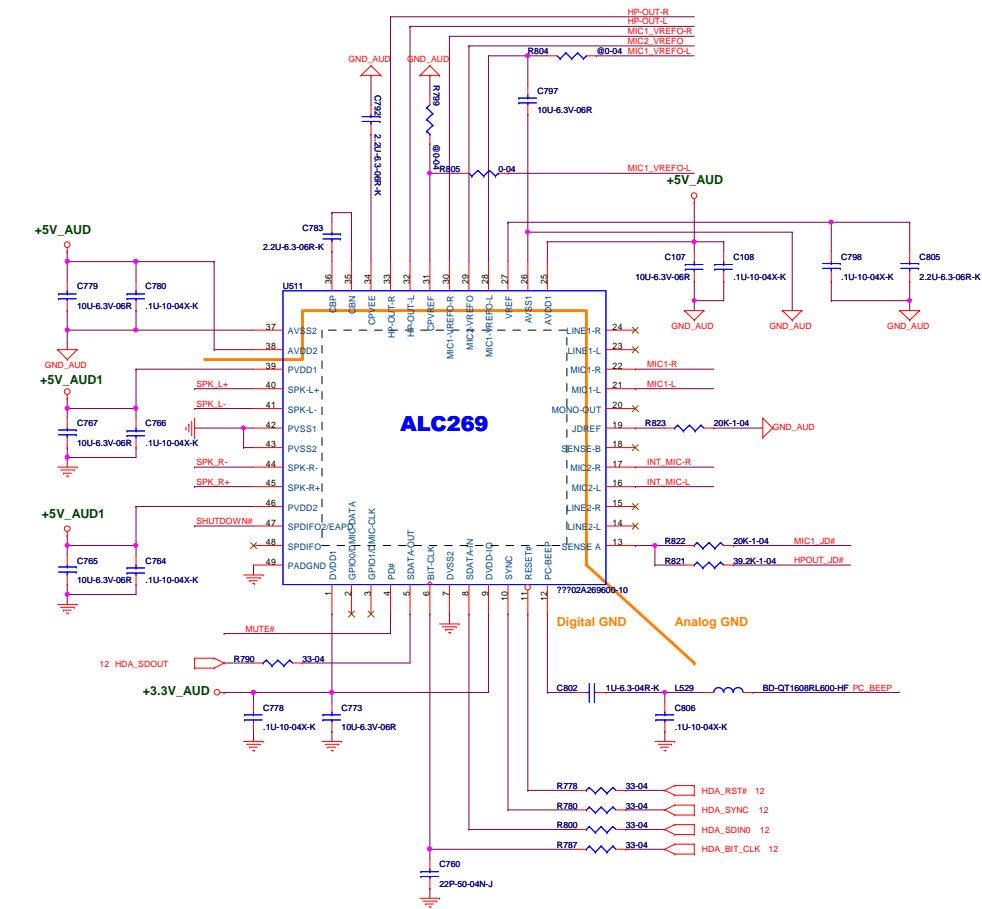 HP-OUT-R
HP-OUT-L
MIC1_VREFO-R
MIC2_VREFO
R804 @0-04 MIC1_VREFO-L
GND_AUD GND_AUD
C797
10U-6.3V-06R
C792
2.2U-6.3-06R-K
R799
@0-04
R805 0-04 MIC1_VREFO-L
+5V_AUD
C783
2.2U-6.3-06R-K
+5V_AUD
C779
10U-6.3V-06R
C780
.1U-10-04X-K
C107
10U-6.3V-06R
C108
.1U-10-04X-K
C798
.1U-10-04X-K
C805
2.2U-6.3-06R-K
GND_AUD GND_AUD GND_AUD
U511
36 35 34 33 32 31 30 29 28 27 26 25
CBP
CBN
CPVEE
HP-OUT-R
HP-OUT-L
CPVREF
MIC1-VREFO-R
MIC2-VREFO
MIC1-VREFO-L
VREF
AVSS1
AVDD1
37 AVSS2
38 AVDD2
39 PVDD1
40 SPK-L+
41 SPK-L-
42 PVSS1
43 PVSS2
44 SPK-R-
45 SPK-R+
46 PVDD2
47 SPDIFO2/EAPD
48 SPDIFO
49 PADGND
ALC269
LINE1-R 24
LINE1-L 23
MIC1-R 22
MIC1-L 21
MONO-OUT 20
JDREF 19
SENSE-B 18
MIC2-R 17
MIC2-L 16
LINE2-R 15
LINE2-L 14
SENSE A 13
GND_AUD
+5V_AUD1
SPK_L+
SPK_L-
C767
10U-6.3V-06R
C766
.1U-10-04X-K
SPK_R-
SPK_R+
+5V_AUD1
SHUTDOWN#
C765
10U-6.3V-06R
C764
.1U-10-04X-K
MIC1-R
MIC1-L
R823 20K-1-04 GND_AUD
INT_MIC-R
INT_MIC-L
R822 20K-1-04 MIC1_JD#
R821 39.2K-1-04 HPOUT_JD#
DVDD1
GPIO0/DMIC-DATA
GPIO1/DMIC-CLK
PD#
SDATA-OUT
BIT-CLK
DVSS2
SDATA-IN
DVDD-IO
SYNC
RESET#
PC-BEEP
1 2 3 4 5 6 7 8 9 10 11 12
???02A269600-10
Digital GND Analog GND
MUTE#
12 HDA_SDOUT R790 33-04
+3.3V_AUD
C778
.1U-10-04X-K
C773
10U-6.3V-06R
C802 1U-6.3-04R-K L529 BD-QT1608RL600-HF PC_BEEP
C806
.1U-10-04X-K
R778 33-04 HDA_RST# 12
R780 33-04 HDA_SYNC 12
R800 33-04 HDA_SDIN0 12
R787 33-04 HDA_BIT_CLK 12
C760
22P-50-04N-J